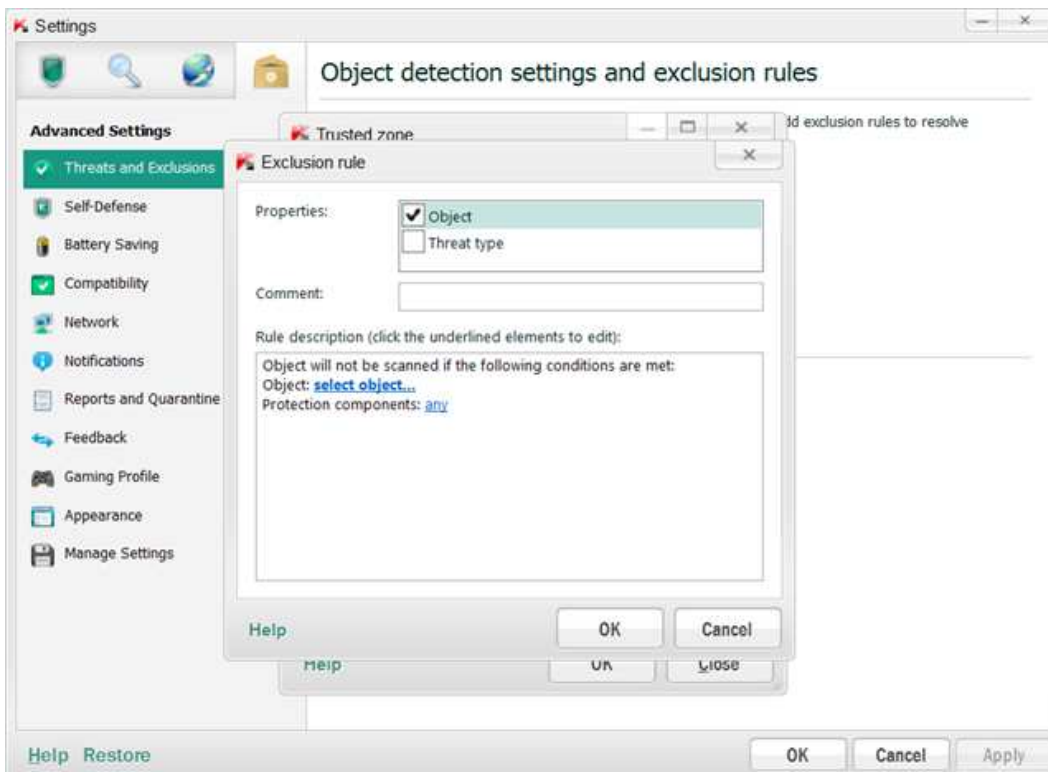 Settings
Object detection settings and exclusion rules
Advanced Settings
Threats and Exclusions
Self-Defense
Battery Saving
Compatibility
Network
Notifications
Reports and Quarantine
Feedback
Gaming Profile
Appearance
Manage Settings
exclusion rules to resolve
Trusted zone
Exclusion rule
Properties:
Object
Threat type
Comment:
Rule description (click the underlined elements to edit):
Object will not be scanned if the following conditions are met:
Object: select object...
Protection components: any
Help
OK
Cancel
Help
OK
Close
Help
Restore
OK
Cancel
Apply